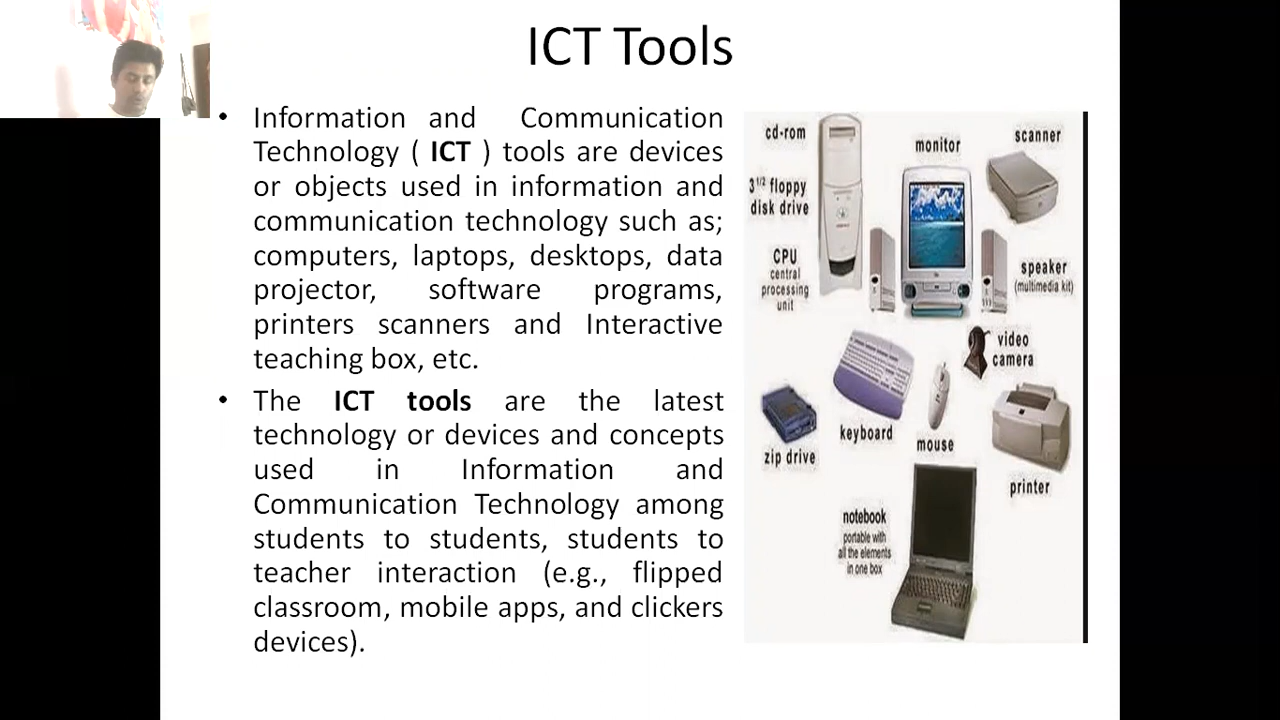 ICT Tools
• Information and Communication
Technology ( ICT ) tools are devices
or objects used in information and
communication technology such as;
computers, laptops, desktops, data
projector, software programs,
printers scanners and Interactive
teaching box, etc.
• The ICT tools are the latest
technology or devices and concepts
used in Information and
Communication Technology among
students to students, students to
teacher interaction (e.g., flipped
classroom, mobile apps, and clickers
devices).
cd-rom
monitor
scanner
3 1/2 floppy
disk drive
CPU
central
processing
unit
speaker
(multimedia kit)
video
camera
keyboard
mouse
zip drive
printer
notebook
portable with
all the elements
in one box